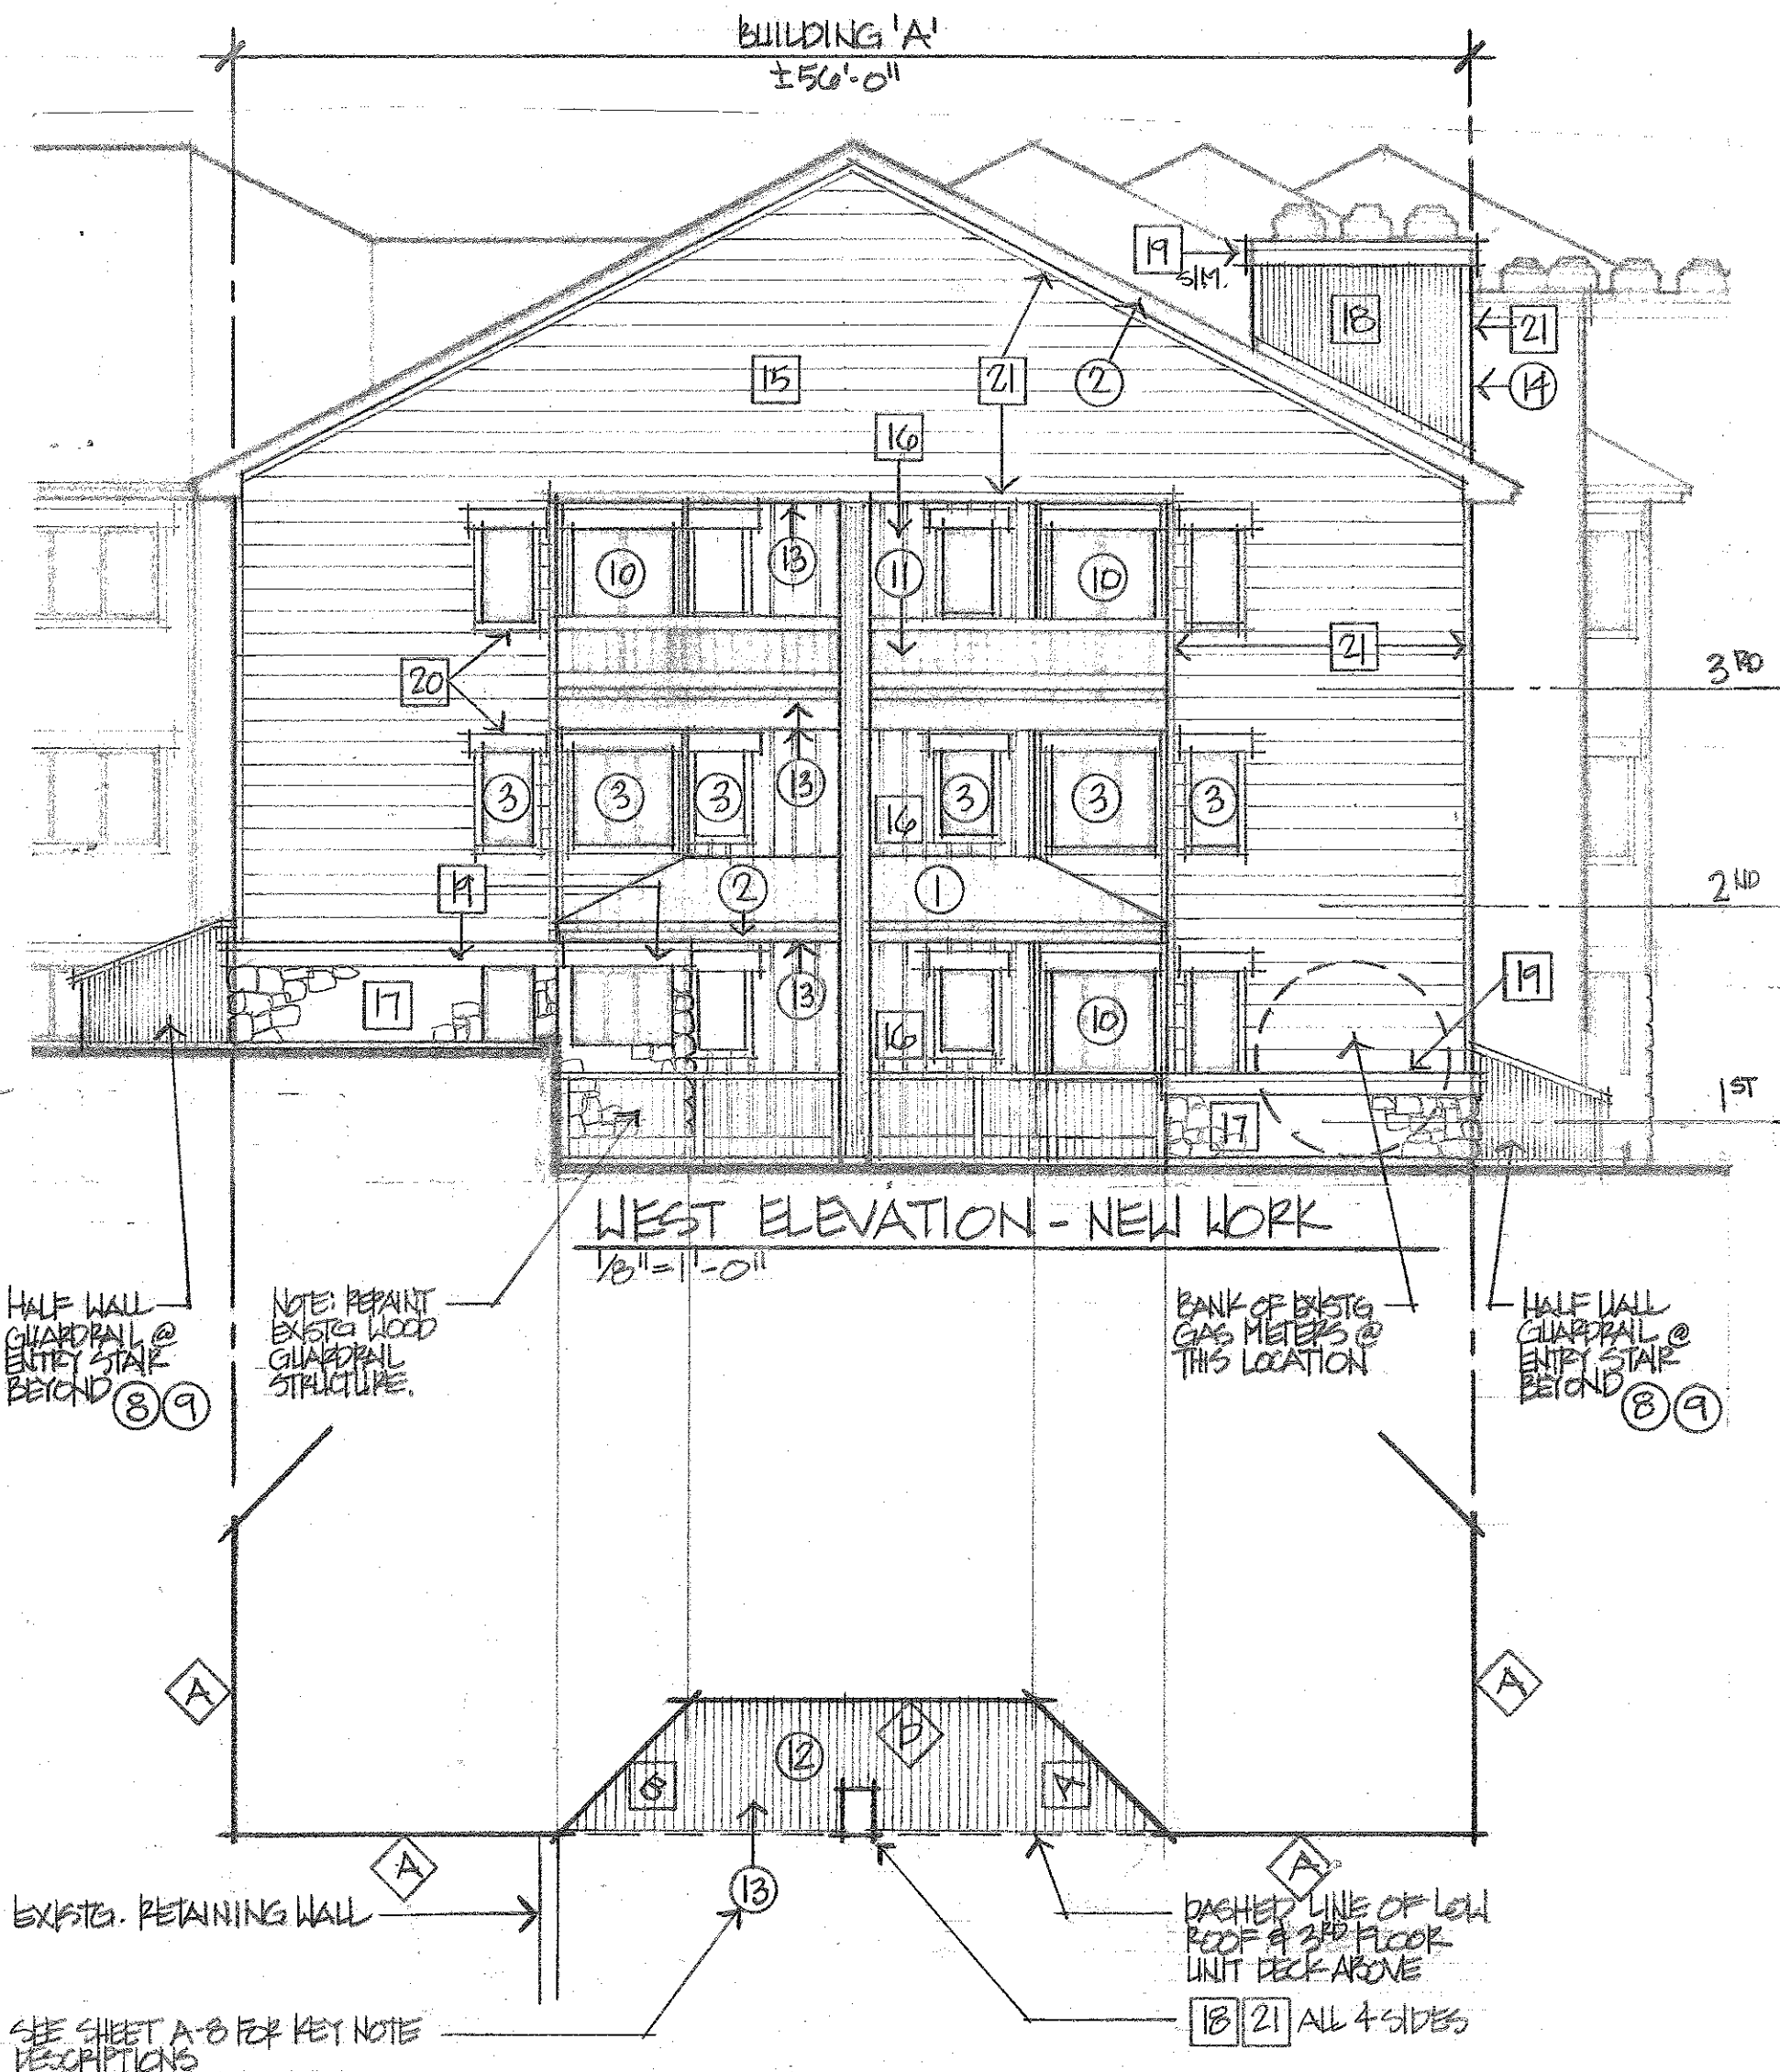 BUILDING 'A'
±56'-0"
19
SIM.
18
21
14
15
21
2
16
10
13
11
10
20
21
3RD
3
3
3
13
16
3
3
3
19
2
1
2ND
17
13
16
10
19
17
1ST
WEST ELEVATION - NEW WORK
1/8"=1'-0"
HALF WALL
GUARDRAIL @
ENTRY STAIR
BEYOND 8 9
NOTE: REPAINT
EXISTG WOOD
GUARDRAIL
STRUCTURE.
BANK OF EXISTG
GAS METERS @
THIS LOCATION
HALF WALL
GUARDRAIL @
ENTRY STAIR
BEYOND 8 9
A
A
12
D
B
A
A
A
13
EXISTG. RETAINING WALL
DASHED LINE OF LOW
ROOF & 3RD FLOOR
UNIT DECK ABOVE
18 21 ALL 4 SIDES
SEE SHEET A-8 FOR KEY NOTE
DESCRIPTIONS